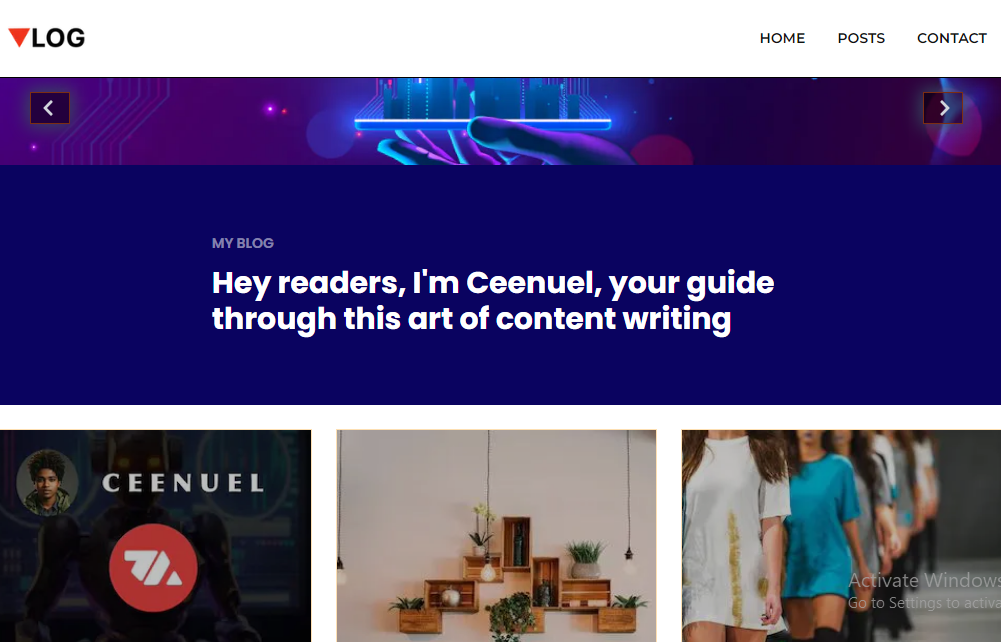 VLOG
HOME POSTS CONTACT
MY BLOG
Hey readers, I'm Ceenuel, your guide
through this art of content writing
CEENUEL
Activate Windows
Go to Settings to activa